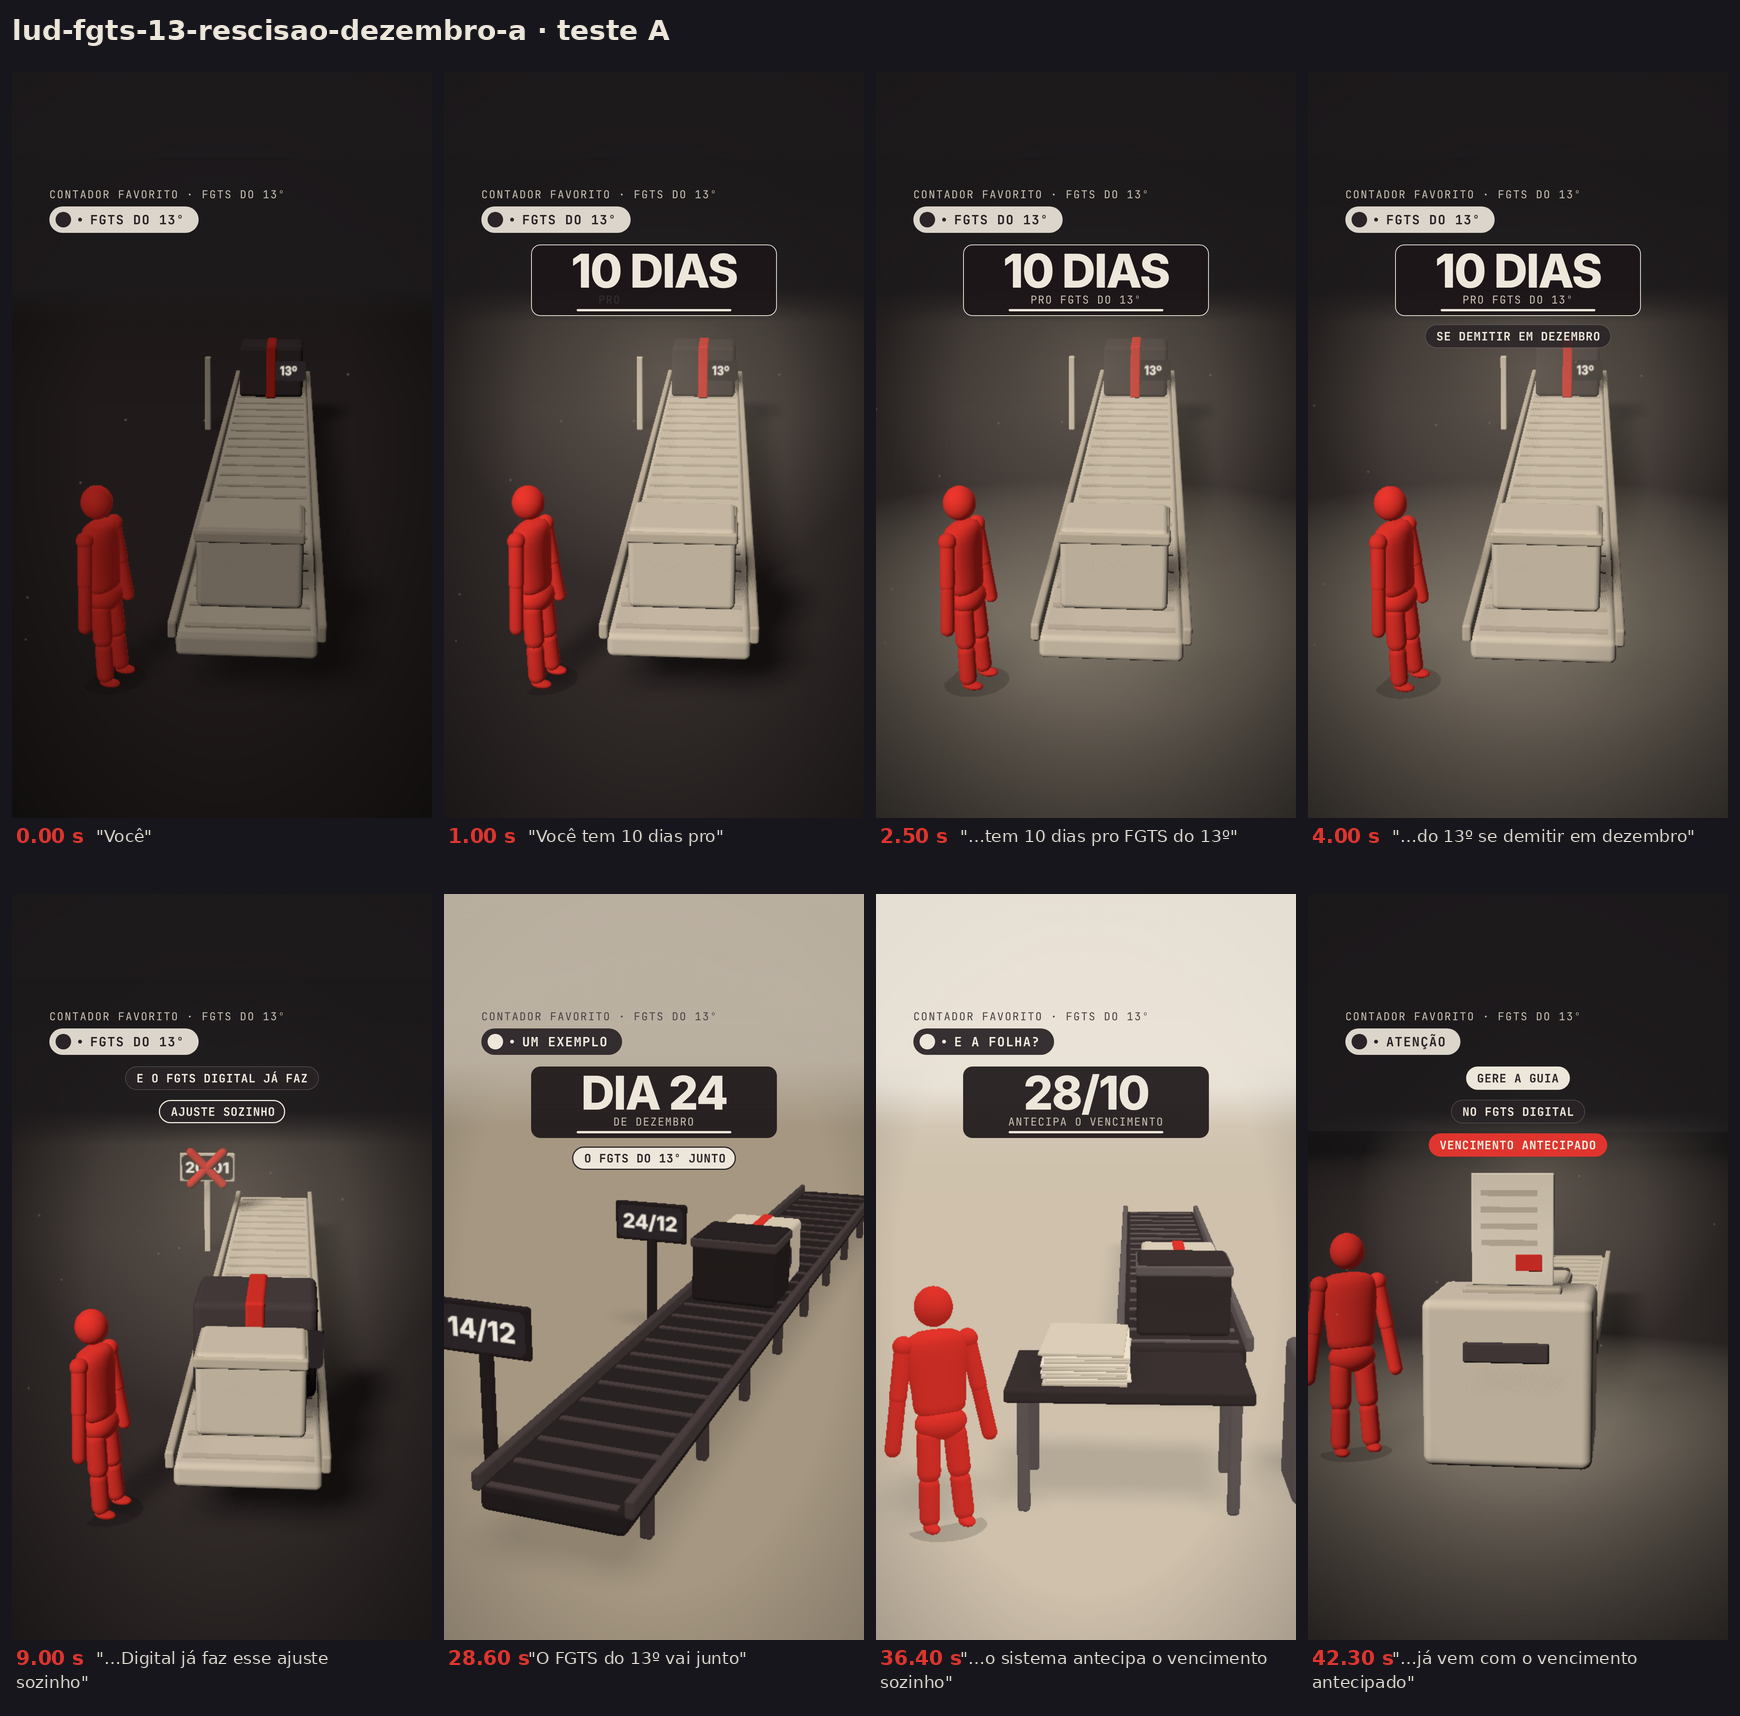 lud-fgts-13-rescisao-dezembro-a · teste A
CONTADOR FAVORITO · FGTS DO 13°
• FGTS DO 13°
13º
0.00 s "Você"
CONTADOR FAVORITO · FGTS DO 13°
• FGTS DO 13°
10 DIAS
PRO
13º
1.00 s "Você tem 10 dias pro"
CONTADOR FAVORITO · FGTS DO 13°
• FGTS DO 13°
10 DIAS
PRO FGTS DO 13°
13º
2.50 s "...tem 10 dias pro FGTS do 13º"
CONTADOR FAVORITO · FGTS DO 13°
• FGTS DO 13°
10 DIAS
PRO FGTS DO 13°
SE DEMITIR EM DEZEMBRO
13º
4.00 s "...do 13º se demitir em dezembro"
CONTADOR FAVORITO · FGTS DO 13°
• FGTS DO 13°
E O FGTS DIGITAL JÁ FAZ
AJUSTE SOZINHO
9.00 s "...Digital já faz esse ajuste
sozinho"
CONTADOR FAVORITO · FGTS DO 13°
• UM EXEMPLO
DIA 24
DE DEZEMBRO
O FGTS DO 13° JUNTO
24/12
14/12
28.60 s "O FGTS do 13º vai junto"
CONTADOR FAVORITO · FGTS DO 13°
• E A FOLHA?
28/10
ANTECIPA O VENCIMENTO
36.40 s "...o sistema antecipa o vencimento
sozinho"
CONTADOR FAVORITO · FGTS DO 13°
• ATENÇÃO
GERE A GUIA
NO FGTS DIGITAL
VENCIMENTO ANTECIPADO
42.30 s "...já vem com o vencimento
antecipado"